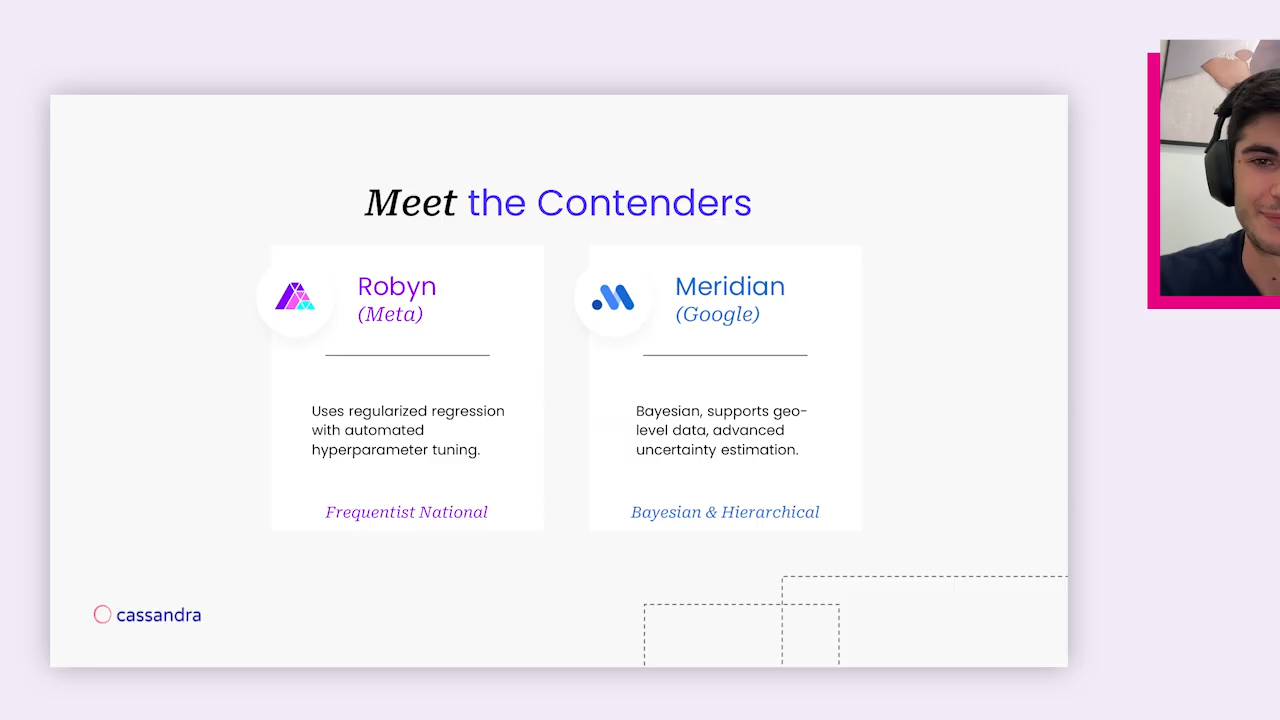 Meet the Contenders
Robyn
(Meta)
Uses regularized regression
with automated
hyperparameter tuning.
Frequentist National
Meridian
(Google)
Bayesian, supports geo-
level data, advanced
uncertainty estimation.
Bayesian & Hierarchical
cassandra